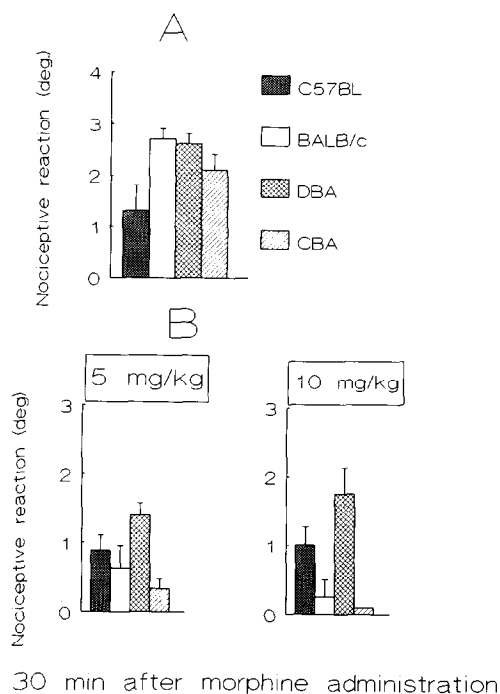 A
Nociceptive reaction (deg.)
4
3
2
1
0
C57BL
BALB/c
DBA
CBA
B
5 mg/kg
10 mg/kg
Nociceptive reaction (deg)
3
2
1
0
3
2
1
0
30 min after morphine administration